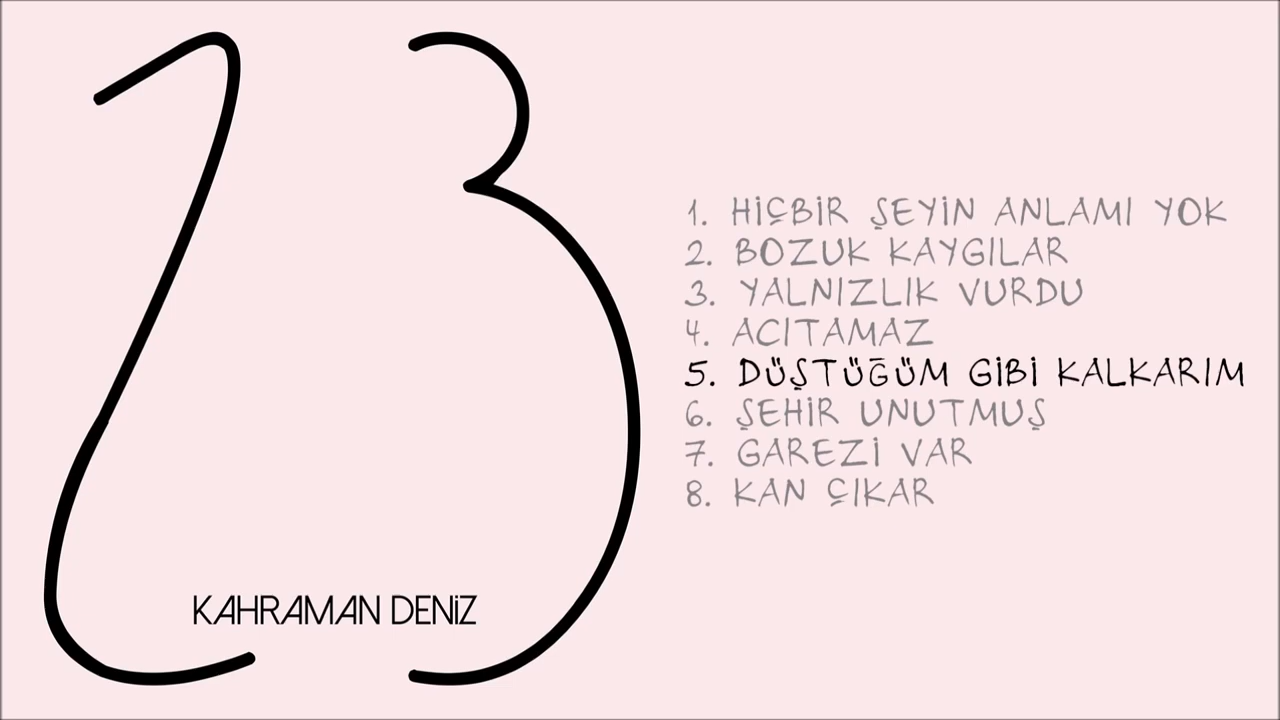 23
KAHRAMAN DENİZ
1. HİÇBİR ŞEYİN ANLAMI YOK
2. BOZUK KAYGILAR
3. YALNIZLIK VURDU
4. ACITAMAZ
5. DÜŞTÜĞÜM GİBİ KALKARIM
6. ŞEHİR UNUTMUŞ
7. GAREZİ VAR
8. KAN ÇIKAR